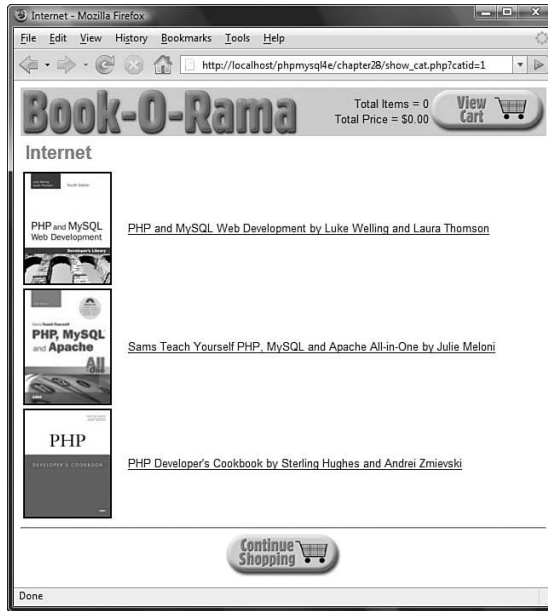 Internet - Mozilla Firefox
File Edit View History Bookmarks Tools Help
http://localhost/phpmysql4e/chapter28/show_cat.php?catid=1
Book-O-Rama
Total Items = 0
Total Price = $0.00
View Cart
Internet
PHP and MySQL
Web Development
PHP and MySQL Web Development by Luke Welling and Laura Thomson
Sams Teach Yourself
PHP, MySQL
and Apache
All
in One
Sams Teach Yourself PHP, MySQL and Apache All-in-One by Julie Meloni
PHP
DEVELOPER'S COOKBOOK
PHP Developer's Cookbook by Sterling Hughes and Andrei Zmievski
Continue
Shopping
Done